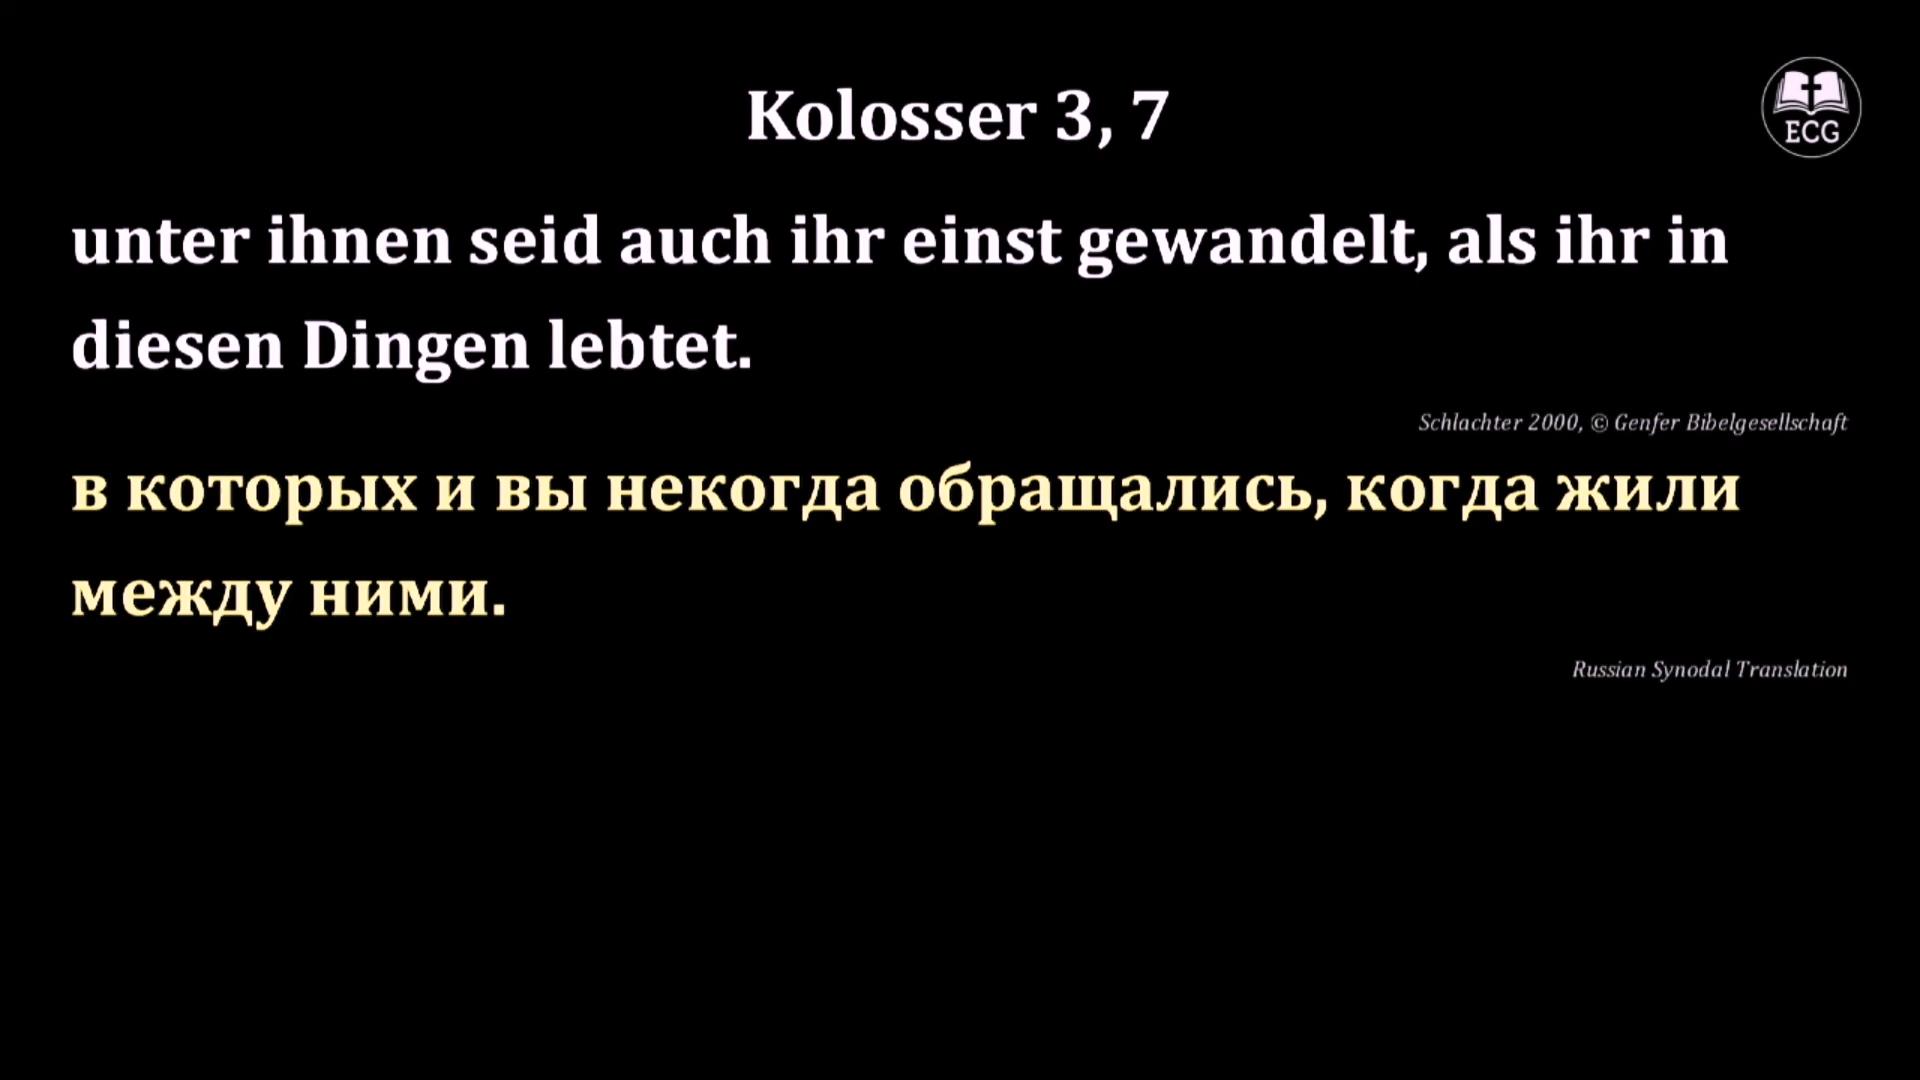 Kolosser 3, 7
ECG
unter ihnen seid auch ihr einst gewandelt, als ihr in
diesen Dingen lebtet.
Schlachter 2000, © Genfer Bibelgesellschaft
в которых и вы некогда обращались, когда жили
между ними.
Russian Synodal Translation